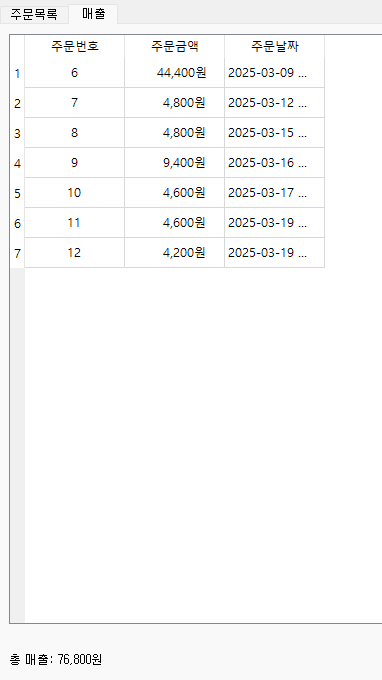 주문목록 매출
주문번호 주문금액 주문날짜
1 6 44,400원 2025-03-09 ...
2 7 4,800원 2025-03-12 ...
3 8 4,800원 2025-03-15 ...
4 9 9,400원 2025-03-16 ...
5 10 4,600원 2025-03-17 ...
6 11 4,600원 2025-03-19 ...
7 12 4,200원 2025-03-19 ...
총 매출: 76,800원